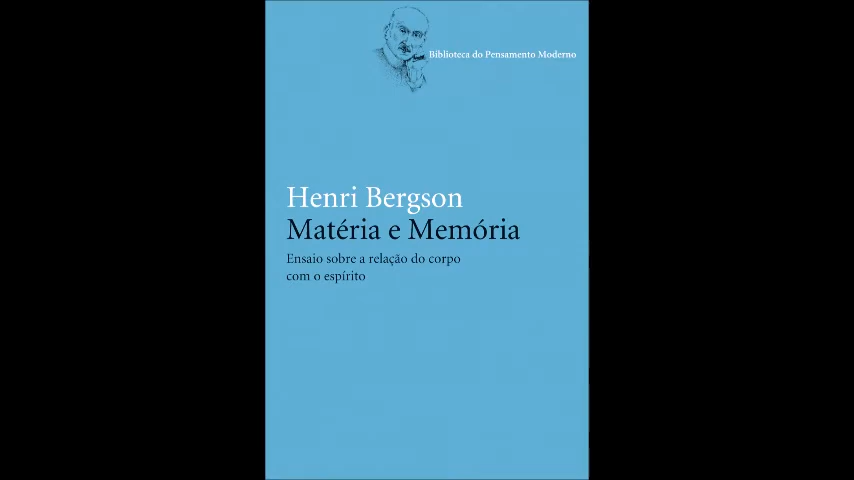 Biblioteca do Pensamento Moderno
Henri Bergson
Matéria e Memória
Ensaio sobre a relação do corpo
com o espírito